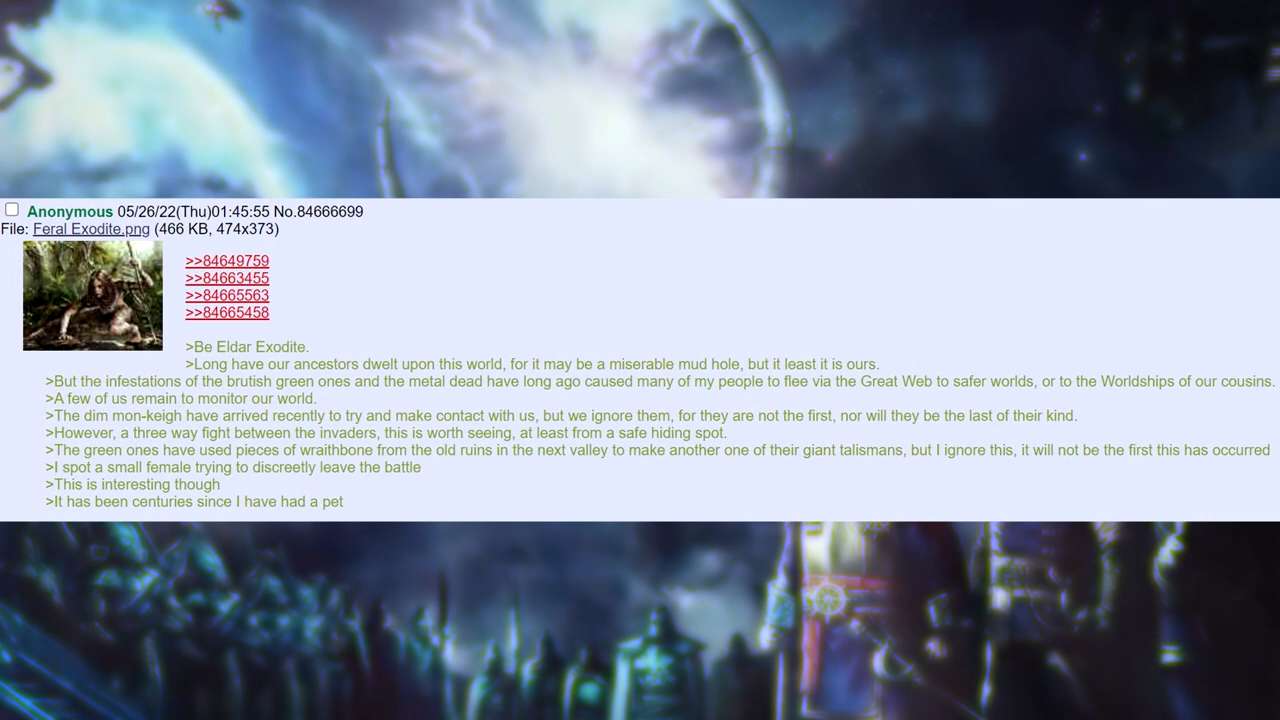 Anonymous 05/26/22(Thu)01:45:55 No.84666699
File: Feral Exodite.png (466 KB, 474x373)
>>84649759
>>84663455
>>84665563
>>84665458
>Be Eldar Exodite.
>Long have our ancestors dwelt upon this world, for it may be a miserable mud hole, but it least it is ours.
>But the infestations of the brutish green ones and the metal dead have long ago caused many of my people to flee via the Great Web to safer worlds, or to the Worldships of our cousins.
>A few of us remain to monitor our world.
>The dim mon-keigh have arrived recently to try and make contact with us, but we ignore them, for they are not the first, nor will they be the last of their kind.
>However, a three way fight between the invaders, this is worth seeing, at least from a safe hiding spot.
>The green ones have used pieces of wraithbone from the old ruins in the next valley to make another one of their giant talismans, but I ignore this, it will not be the first this has occurred
>I spot a small female trying to discreetly leave the battle
>This is interesting though
>It has been centuries since I have had a pet